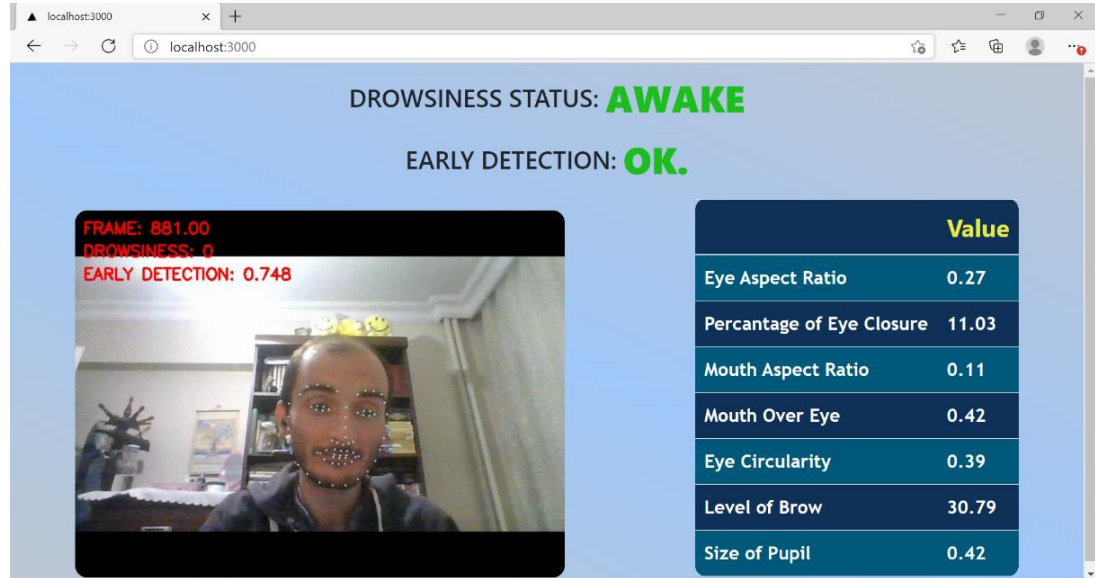 localhost:3000
localhost:3000
DROWSINESS STATUS: AWAKE
EARLY DETECTION: OK.
FRAME: 881.00
DROWSINESS: 0
EARLY DETECTION: 0.748
Value
Eye Aspect Ratio 0.27
Percantage of Eye Closure 11.03
Mouth Aspect Ratio 0.11
Mouth Over Eye 0.42
Eye Circularity 0.39
Level of Brow 30.79
Size of Pupil 0.42